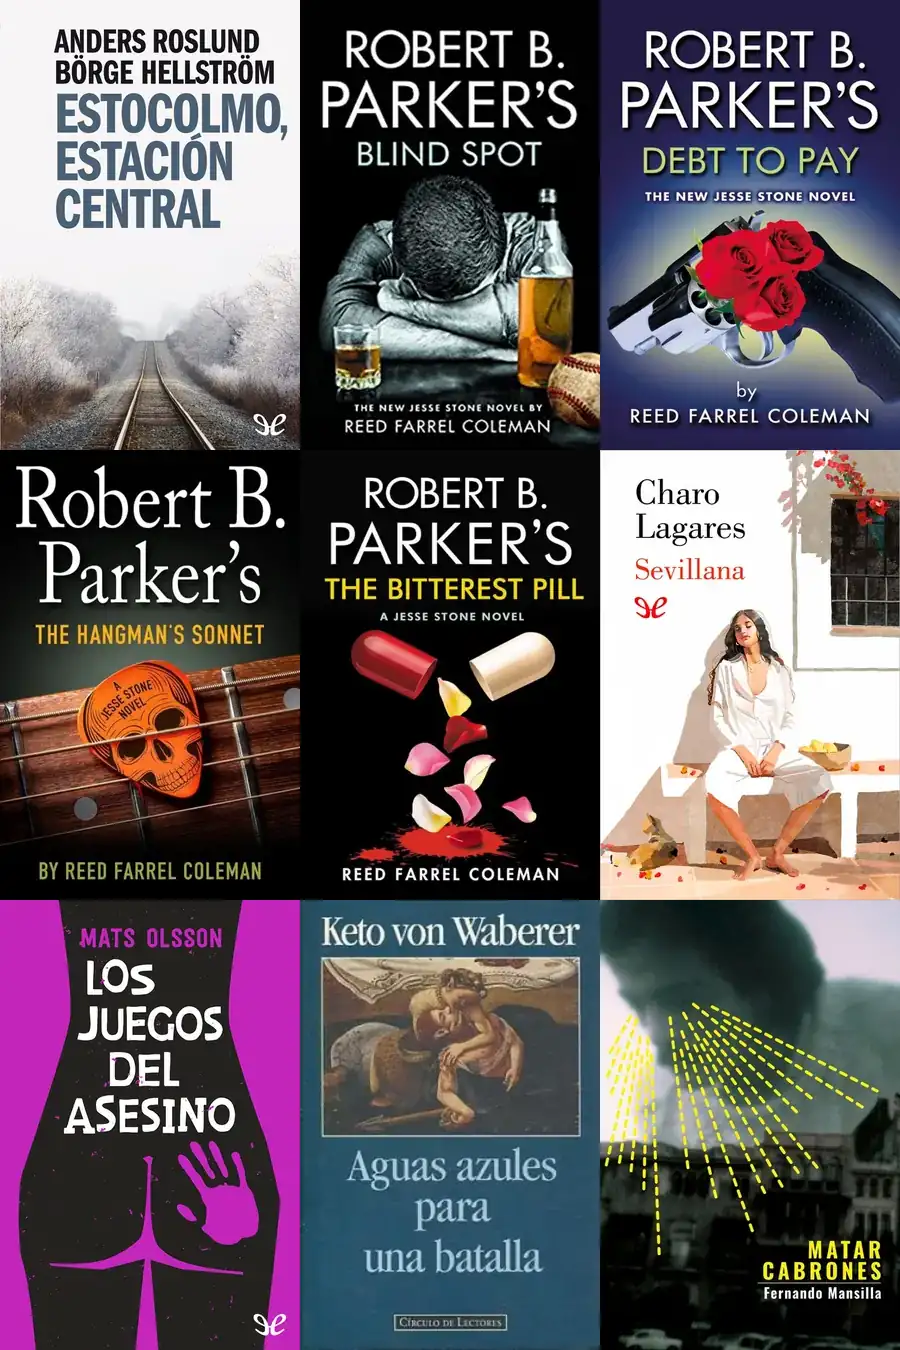 ANDERS ROSLUND
BÖRGE HELLSTRÖM
ESTOCOLMO,
ESTACIÓN
CENTRAL
ROBERT B.
PARKER'S
BLIND SPOT
THE NEW JESSE STONE NOVEL BY
REED FARREL COLEMAN
ROBERT B.
PARKER'S
DEBT TO PAY
THE NEW JESSE STONE NOVEL
by
REED FARREL COLEMAN
Robert B.
Parker's
THE HANGMAN'S SONNET
A
JESSE STONE
NOVEL
BY REED FARREL COLEMAN
ROBERT B.
PARKER'S
THE BITTEREST PILL
A JESSE STONE NOVEL
REED FARREL COLEMAN
Charo
Lagares
Sevillana
MATS OLSSON
LOS
JUEGOS
DEL
ASESINO
Keto von Waberer
Aguas azules
para
una batalla
CÍRCULO DE LECTORES
MATAR
CABRONES
Fernando Mansilla